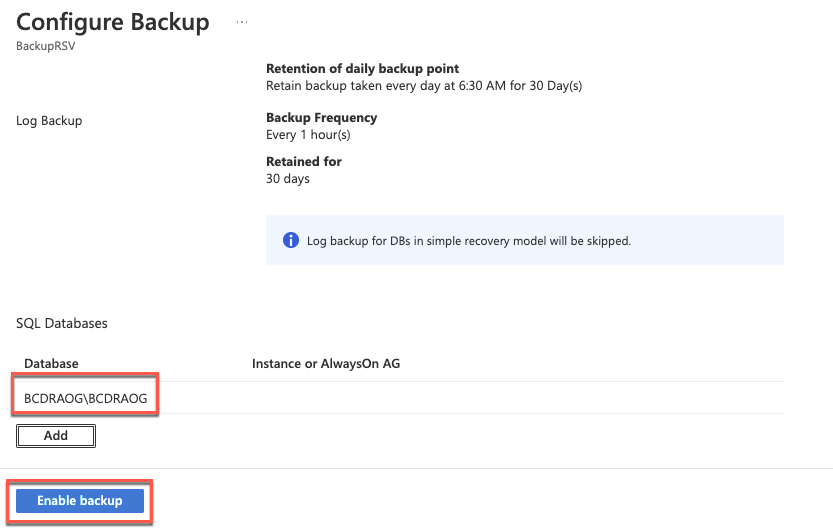 Configure Backup ...
BackupRSV
Retention of daily backup point
Retain backup taken every day at 6:30 AM for 30 Day(s)
Log Backup
Backup Frequency
Every 1 hour(s)
Retained for
30 days
Log backup for DBs in simple recovery model will be skipped.
SQL Databases
Database Instance or AlwaysOn AG
BCDRAOG\BCDRAOG
Add
Enable backup